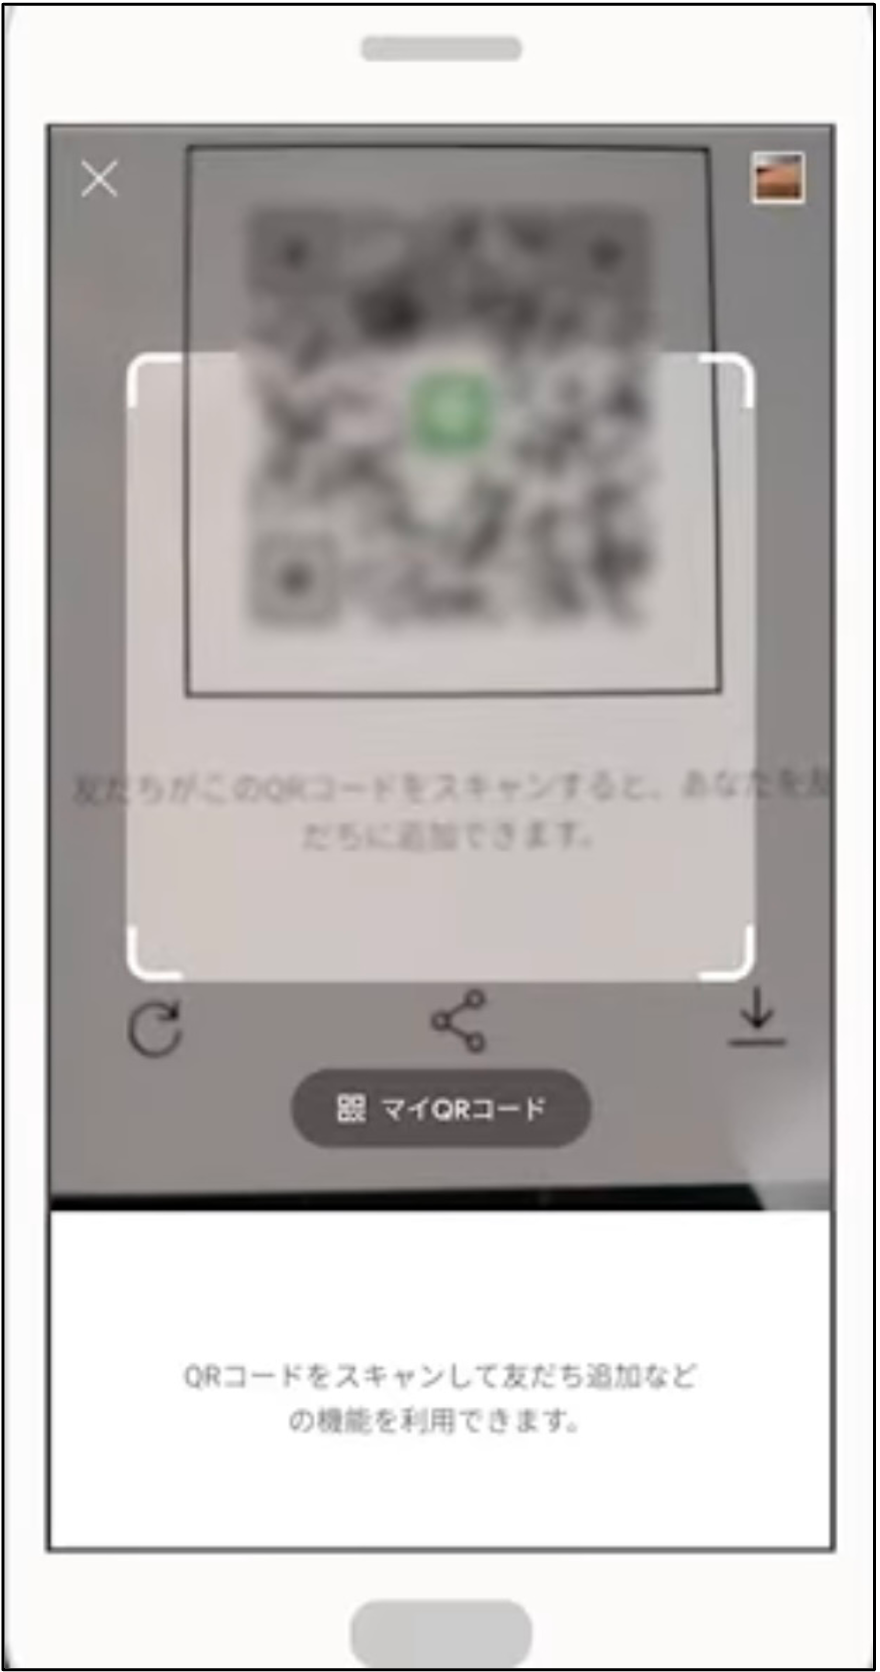 友だちがこのQRコードをスキャンすると、あなたを友
だちに追加できます。
マイQRコード
QRコードをスキャンして友だち追加など
の機能を利用できます。